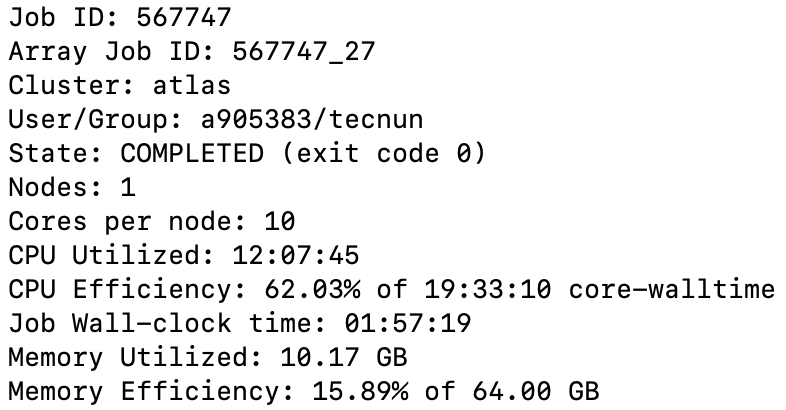 Job ID: 567747
Array Job ID: 567747_27
Cluster: atlas
User/Group: a905383/tecnun
State: COMPLETED (exit code 0)
Nodes: 1
Cores per node: 10
CPU Utilized: 12:07:45
CPU Efficiency: 62.03% of 19:33:10 core-walltime
Job Wall-clock time: 01:57:19
Memory Utilized: 10.17 GB
Memory Efficiency: 15.89% of 64.00 GB